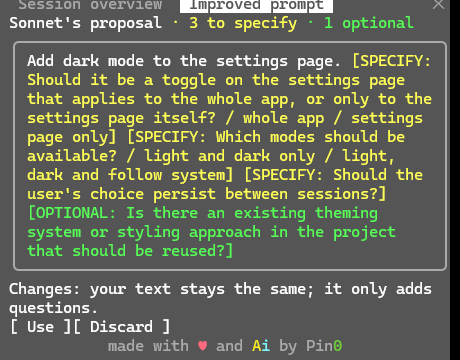 Session overview  Improved prompt ×
Sonnet's proposal · 3 to specify · 1 optional
Add dark mode to the settings page. [SPECIFY:
Should it be a toggle on the settings page
that applies to the whole app, or only to the
settings page itself? / whole app / settings
page only] [SPECIFY: Which modes should be
available? / light and dark only / light,
dark and follow system] [SPECIFY: Should the
user's choice persist between sessions?]
[OPTIONAL: Is there an existing theming
system or styling approach in the project
that should be reused?]
Changes: your text stays the same; it only adds
questions.
[ Use ][ Discard ]
made with ♥ and Ai by Pin0